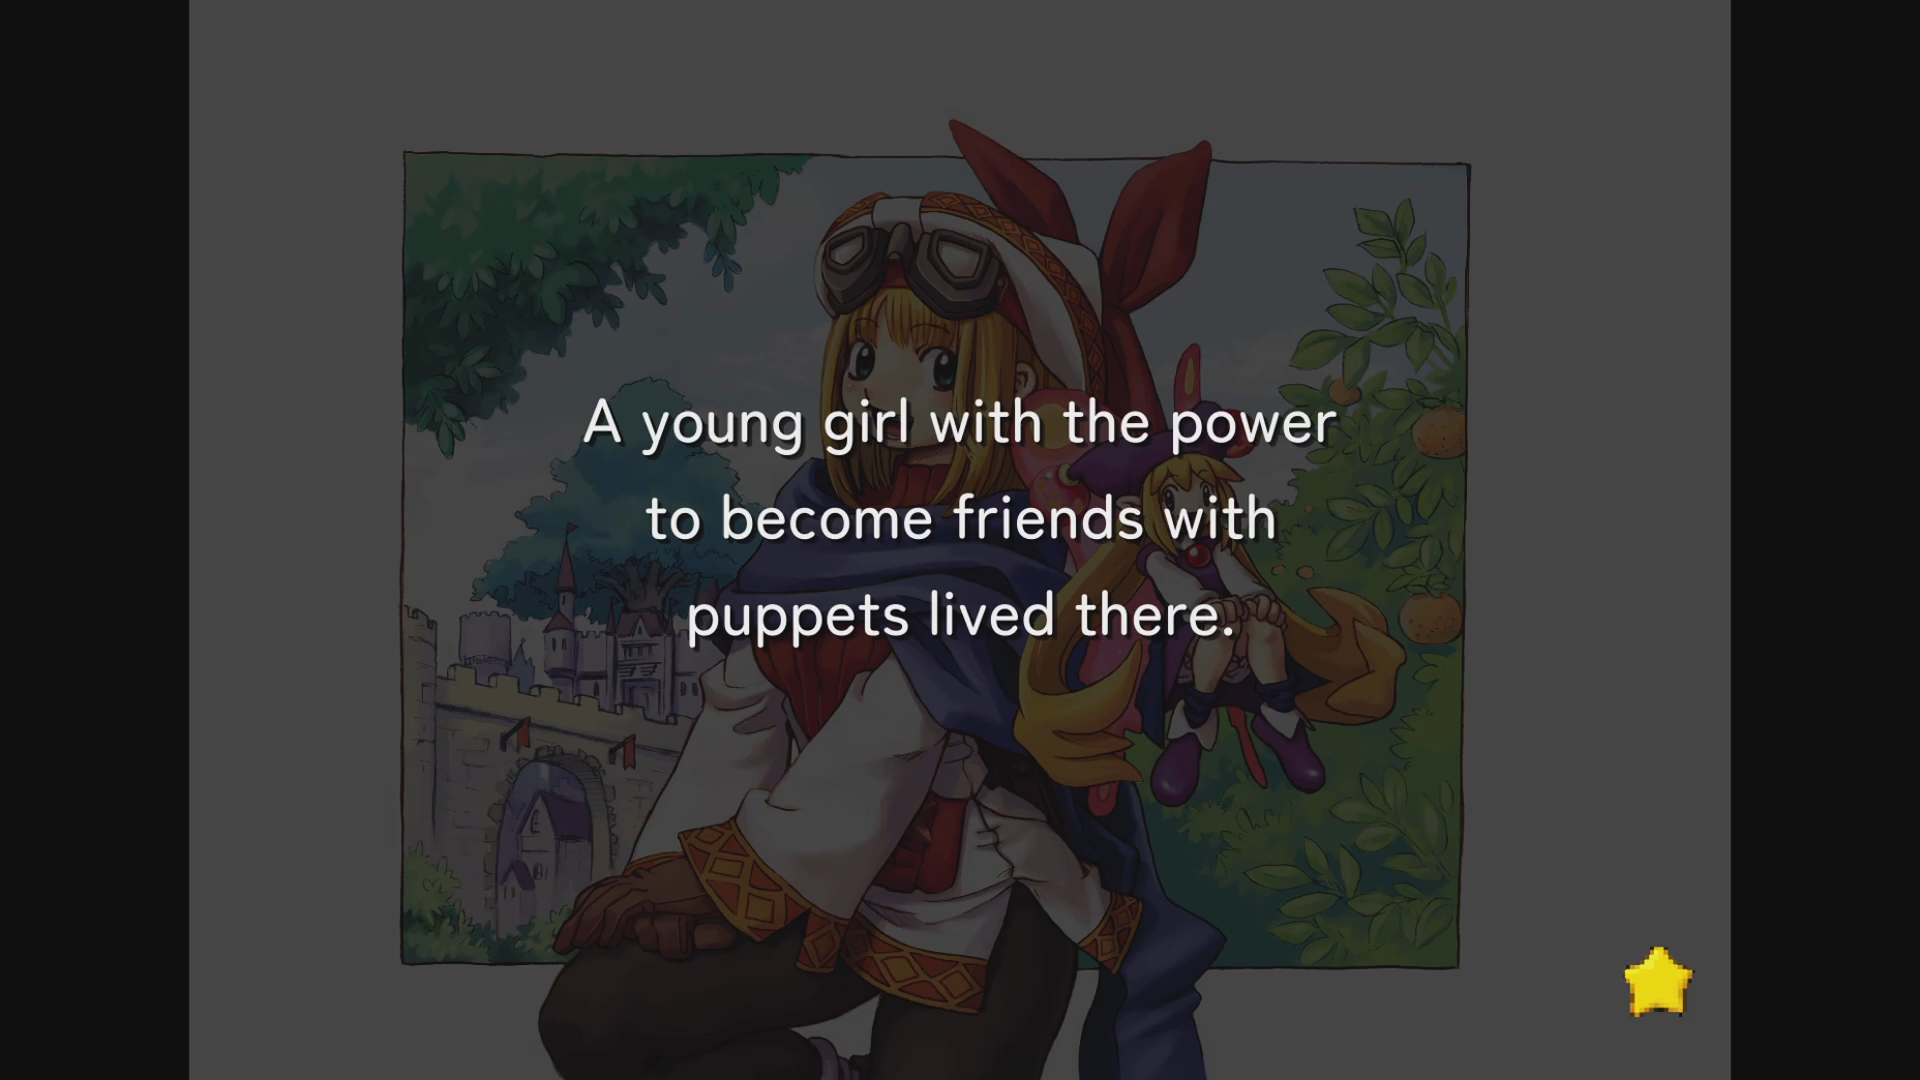 A young girl with the power
to become friends with
puppets lived there.